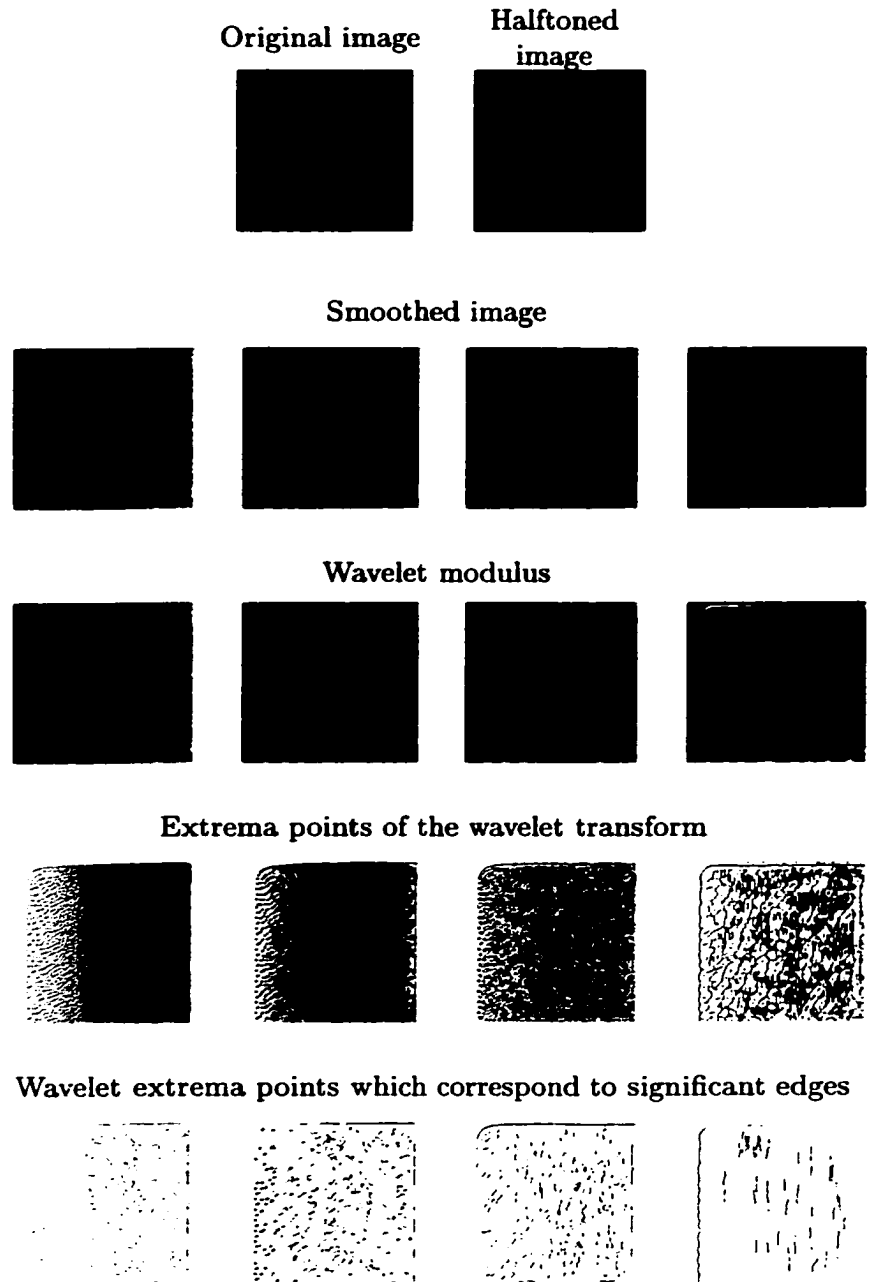 Original image
Halftoned
image
Smoothed image
Wavelet modulus
Extrema points of the wavelet transform
Wavelet extrema points which correspond to significant edges